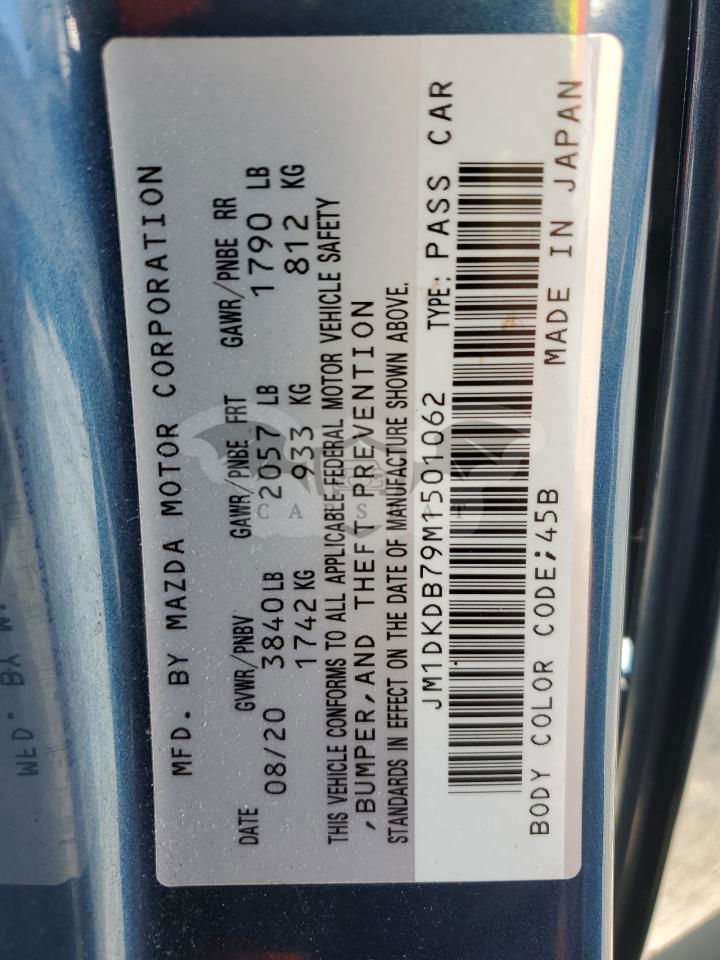 MFD. BY MAZDA MOTOR CORPORATION
DATE GVWR/PNBV GAWR/PNBE FRT GAWR/PNBE RR
08/20 3840LB 2057 LB 1790 LB
1742KG 933 KG 812 KG
THIS VEHICLE CONFORMS TO ALL APPLICABLE FEDERAL MOTOR VEHICLE SAFETY
,BUMPER,AND THEFT PREVENTION
STANDARDS IN EFFECT ON THE DATE OF MANUFACTURE SHOWN ABOVE.
JM1DKDB79M1501062 TYPE: PASS CAR
BODY COLOR CODE;45B MADE IN JAPAN